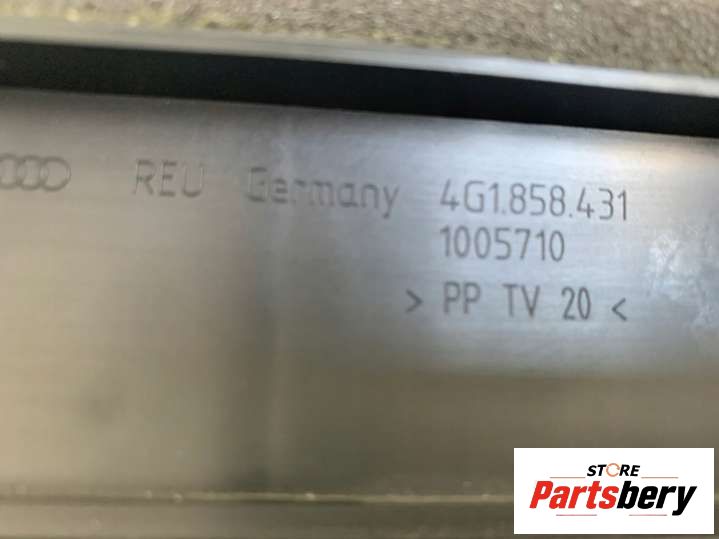 REU Germany 4G1.858.431
1005710
> PP TV 20 <
STORE
Partsbery